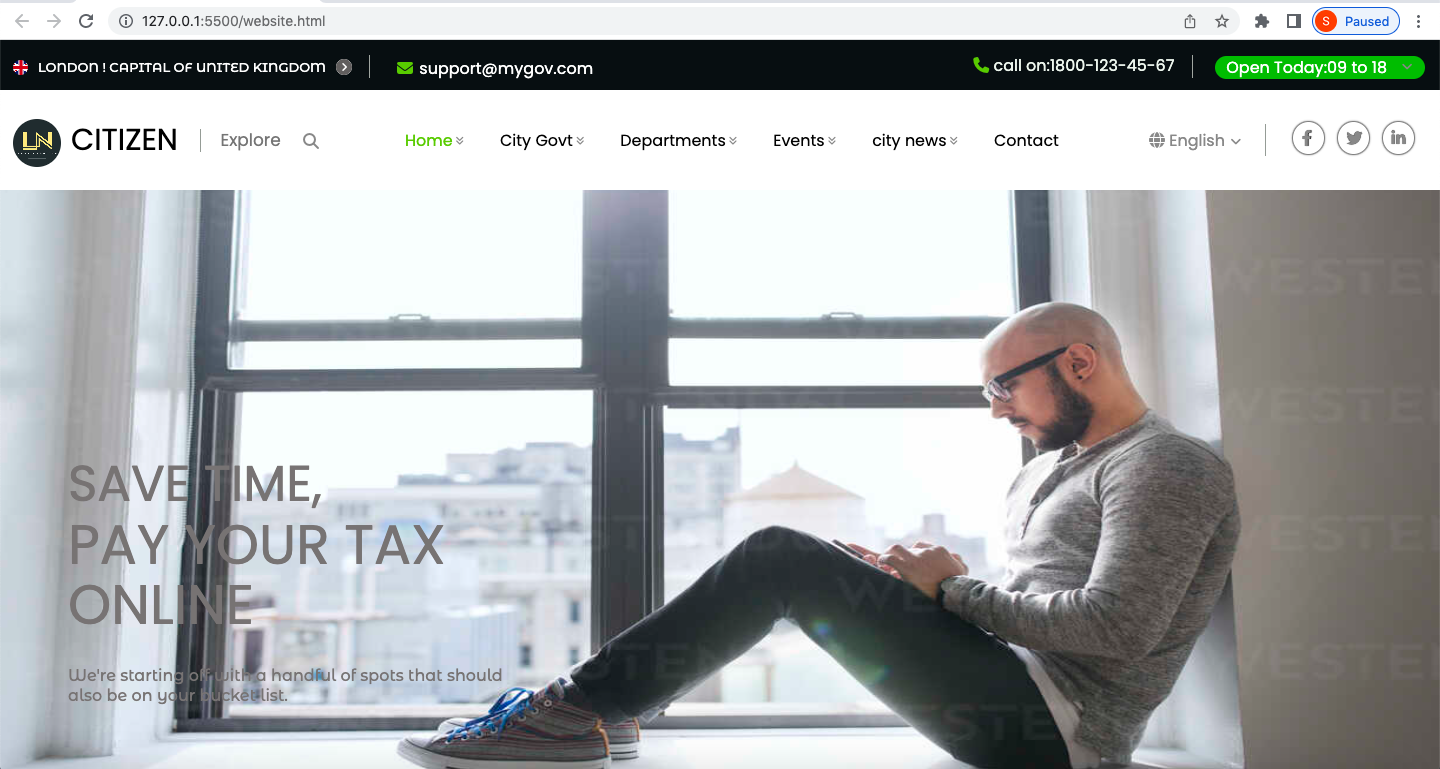 127.0.0.1:5500/website.html
S Paused
LONDON ! CAPITAL OF UNITED KINGDOM
support@mygov.com
call on:1800-123-45-67
Open Today:09 to 18
LN CITIZEN
Explore
Home
City Govt
Departments
Events
city news
Contact
English
SAVE TIME,
PAY YOUR TAX
ONLINE
We're starting off with a handful of spots that should
also be on your bucket list.
WESTEN
WESTEN
WESTEN
WESTEN